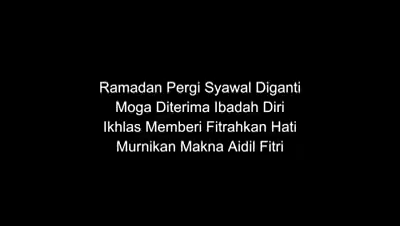 Ramadan Pergi Syawal Diganti
Moga Diterima Ibadah Diri
Ikhlas Memberi Fitrahkan Hati
Murnikan Makna Aidil Fitri